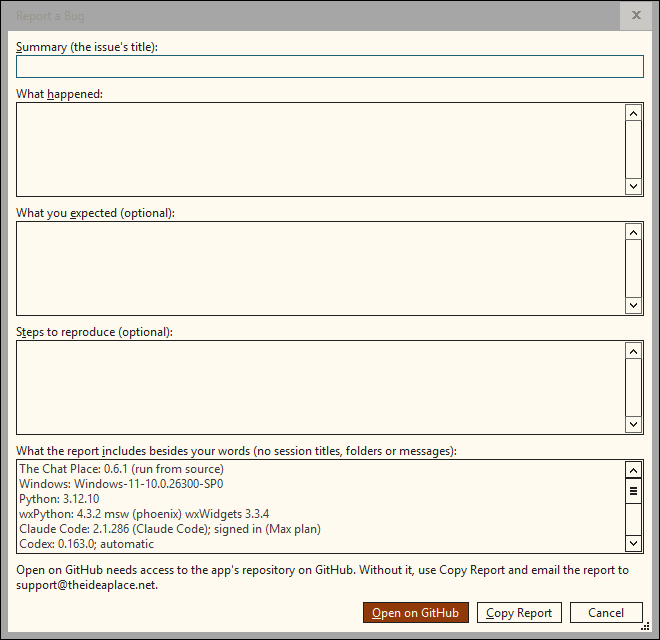 Report a Bug
Summary (the issue's title):
What happened:
What you expected (optional):
Steps to reproduce (optional):
What the report includes besides your words (no session titles, folders or messages):
The Chat Place: 0.6.1 (run from source)
Windows: Windows-11-10.0.26300-SP0
Python: 3.12.10
wxPython: 4.3.2 msw (phoenix) wxWidgets 3.3.4
Claude Code: 2.1.286 (Claude Code); signed in (Max plan)
Codex: 0.163.0; automatic
Open on GitHub needs access to the app's repository on GitHub. Without it, use Copy Report and email the report to
support@theideaplace.net.
Open on GitHub
Copy Report
Cancel